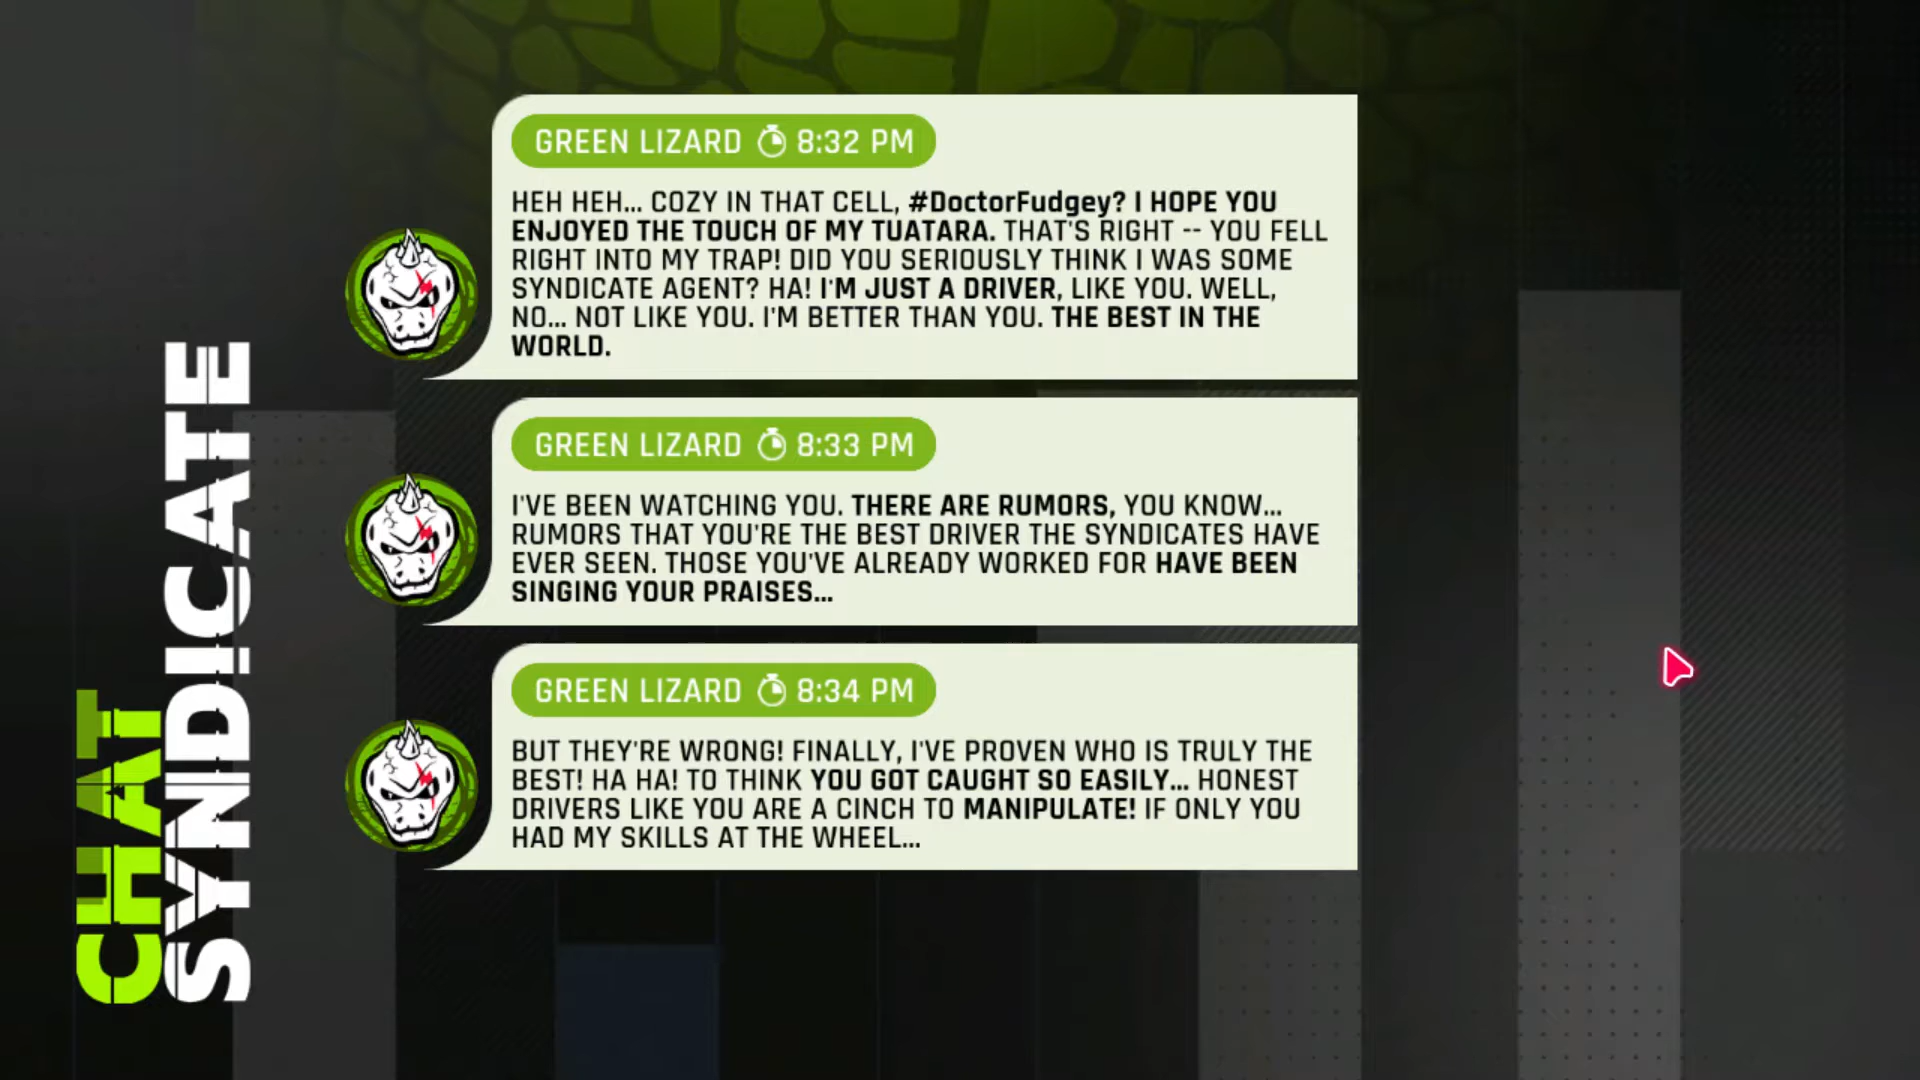 CHAT
SYNDICATE
GREEN LIZARD 8:32 PM
HEH HEH... COZY IN THAT CELL, #DoctorFudgey? I HOPE YOU
ENJOYED THE TOUCH OF MY TUATARA. THAT'S RIGHT -- YOU FELL
RIGHT INTO MY TRAP! DID YOU SERIOUSLY THINK I WAS SOME
SYNDICATE AGENT? HA! I'M JUST A DRIVER, LIKE YOU. WELL,
NO... NOT LIKE YOU. I'M BETTER THAN YOU. THE BEST IN THE
WORLD.
GREEN LIZARD 8:33 PM
I'VE BEEN WATCHING YOU. THERE ARE RUMORS, YOU KNOW...
RUMORS THAT YOU'RE THE BEST DRIVER THE SYNDICATES HAVE
EVER SEEN. THOSE YOU'VE ALREADY WORKED FOR HAVE BEEN
SINGING YOUR PRAISES...
GREEN LIZARD 8:34 PM
BUT THEY'RE WRONG! FINALLY, I'VE PROVEN WHO IS TRULY THE
BEST! HA HA! TO THINK YOU GOT CAUGHT SO EASILY... HONEST
DRIVERS LIKE YOU ARE A CINCH TO MANIPULATE! IF ONLY YOU
HAD MY SKILLS AT THE WHEEL...